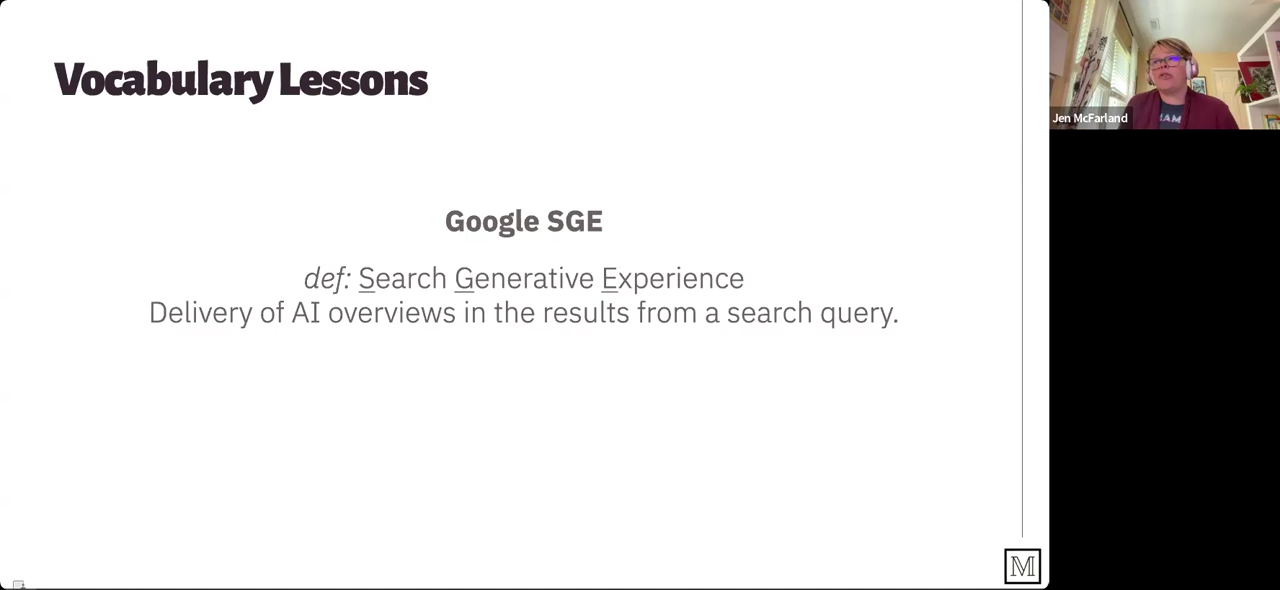 Vocabulary Lessons
Google SGE
def: Search Generative Experience
Delivery of AI overviews in the results from a search query.
M
Jen McFarland